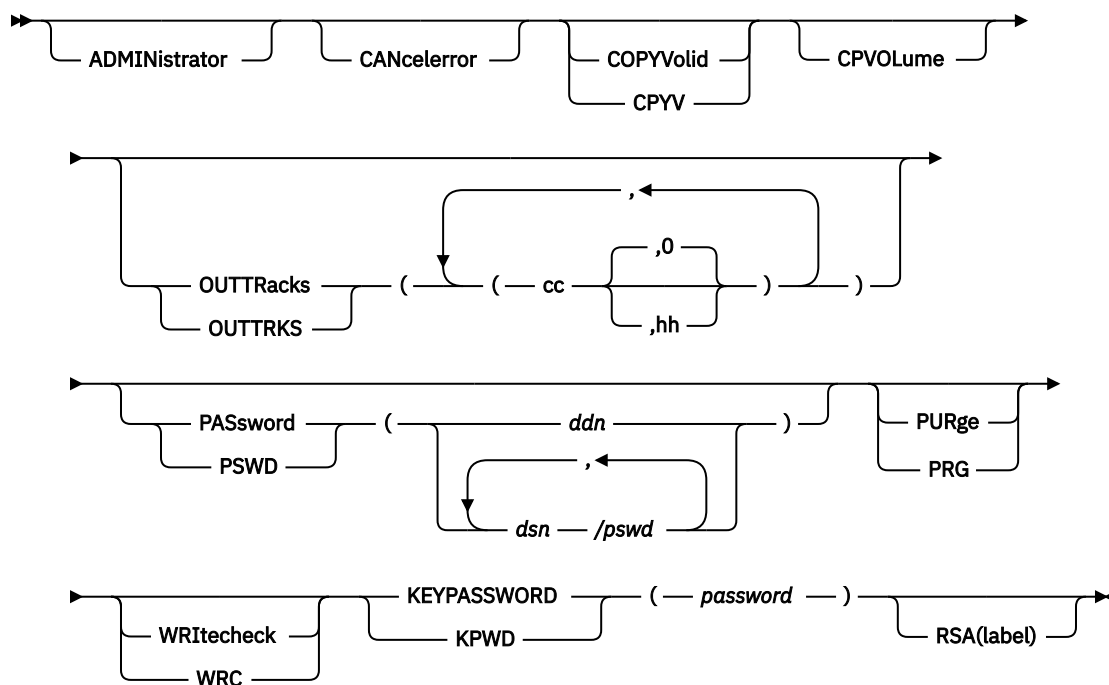 ADMINistrator CANcelerror COPYVolid CPVOLume
CPYV
,
,0
OUTTRacks ( ( cc ) )
OUTTRKS ,hh
PASsword ( ddn ) PURge
PSWD , PRG
dsn /pswd
KEYPASSWORD ( password )
WRItecheck KPWD RSA(label)
WRC